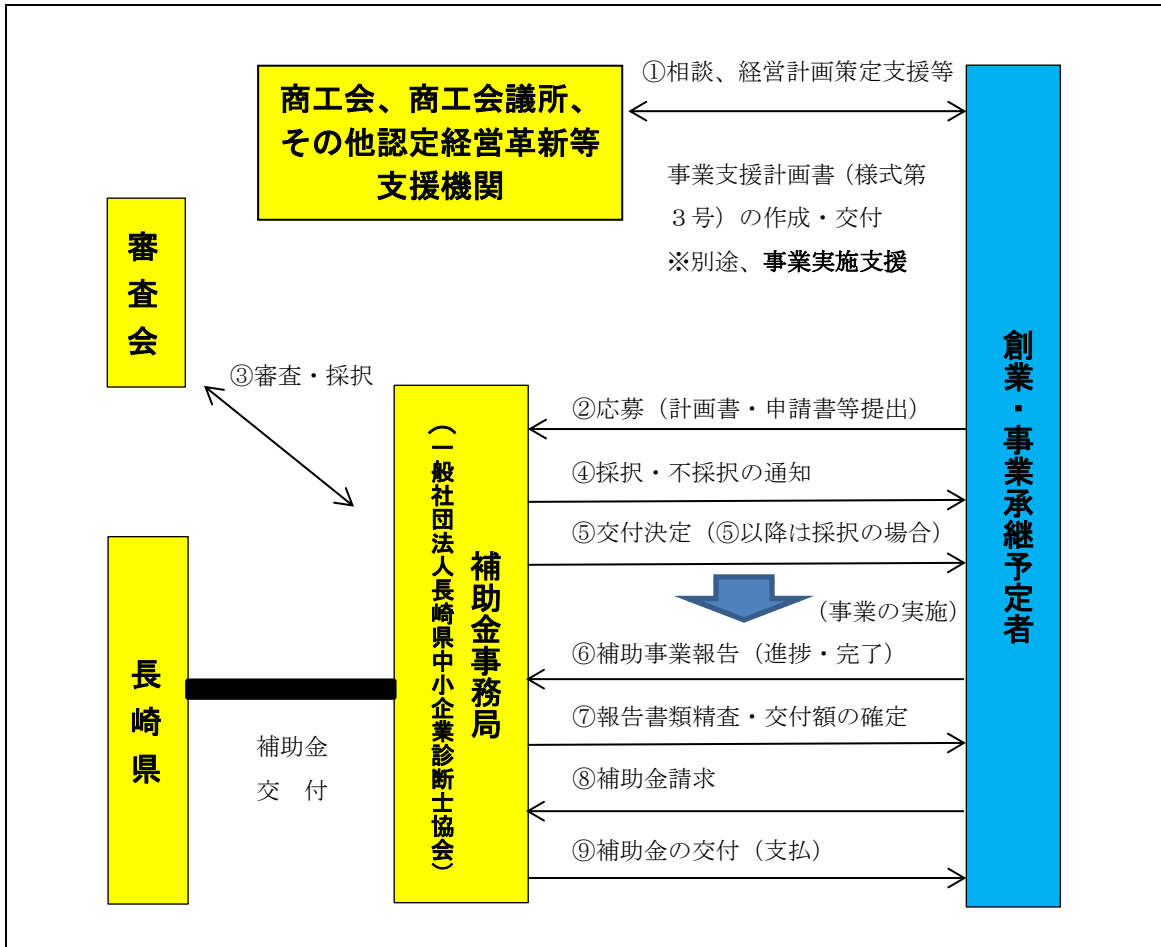 ①相談、経営計画策定支援等
商工会、商工会議所、
その他認定経営革新等
支援機関
事業支援計画書（様式第
３号）の作成・交付
※別途、事業実施支援
審査会
③審査・採択
創業・事業承継予定者
②応募（計画書・申請書等提出）
④採択・不採択の通知
⑤交付決定（⑤以降は採択の場合）
（事業の実施）
補助金事務局
（一般社団法人長崎県中小企業診断士協会）
⑥補助事業報告（進捗・完了）
⑦報告書類精査・交付額の確定
⑧補助金請求
⑨補助金の交付（支払）
長崎県
補助金
交　付